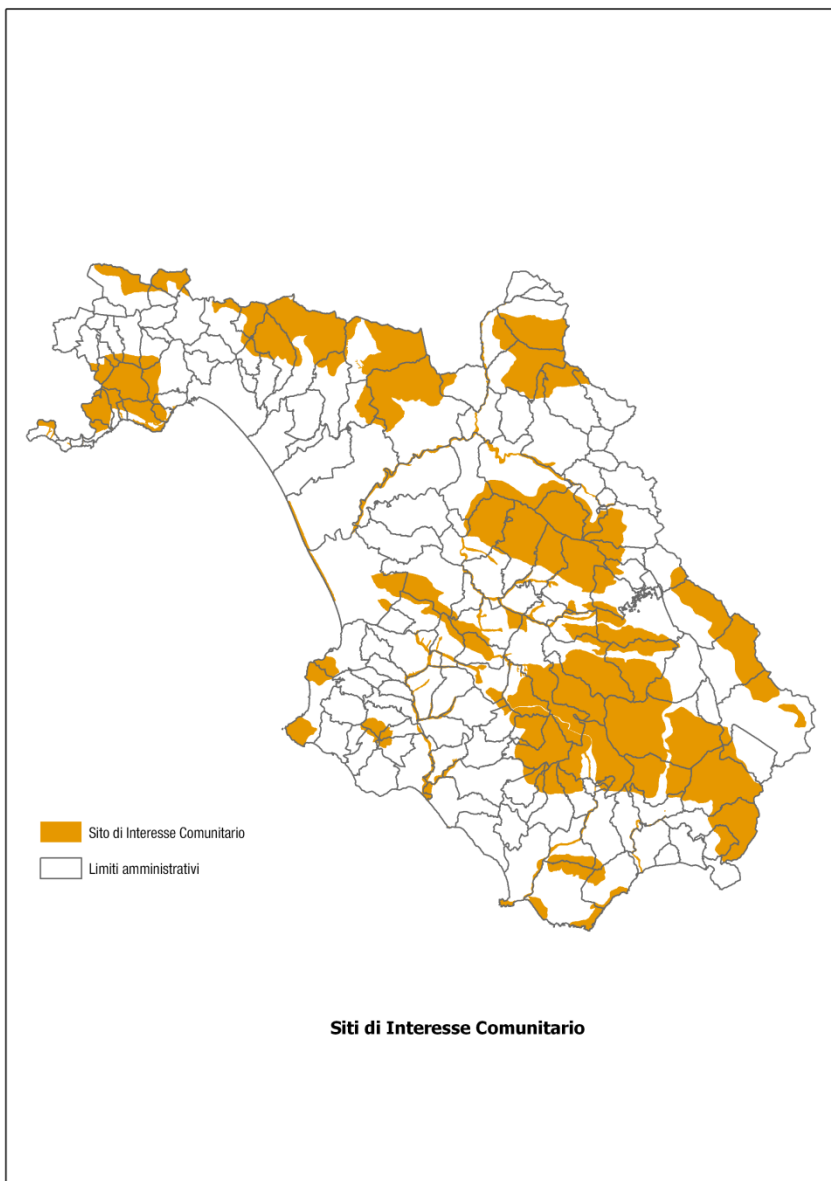 Sito di Interesse Comunitario
Limiti amministrativi
Siti di Interesse Comunitario